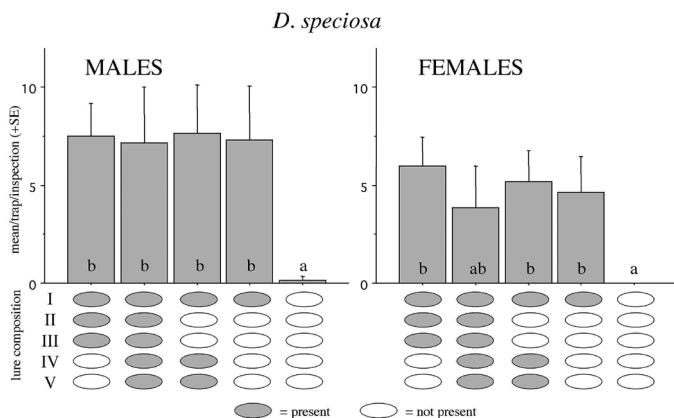 D. speciosa
MALES
FEMALES
mean/trap/inspection (+SE)
10
5
0
b b b b a
10
5
0
b ab b b a
lure composition
I
II
III
IV
V
= present
= not present